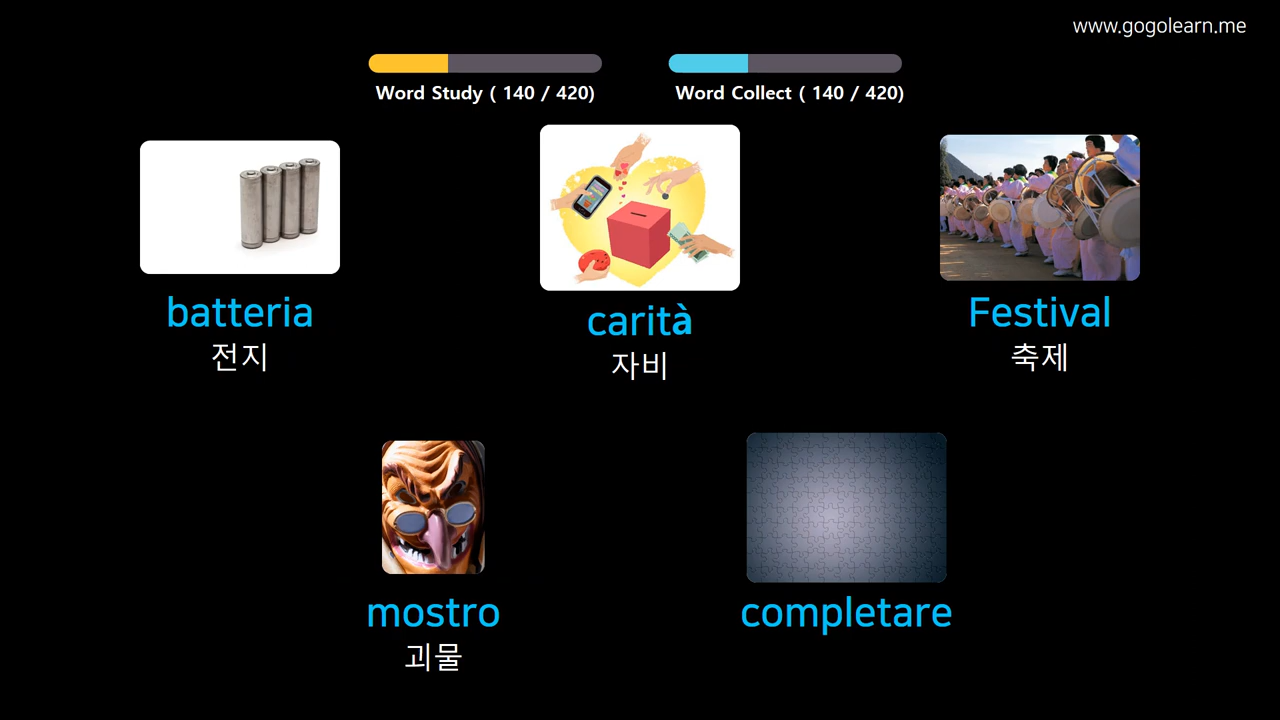 www.gogolearn.me
Word Study ( 140 / 420)
Word Collect ( 140 / 420)
batteria
전지
carità
자비
Festival
축제
mostro
괴물
completare